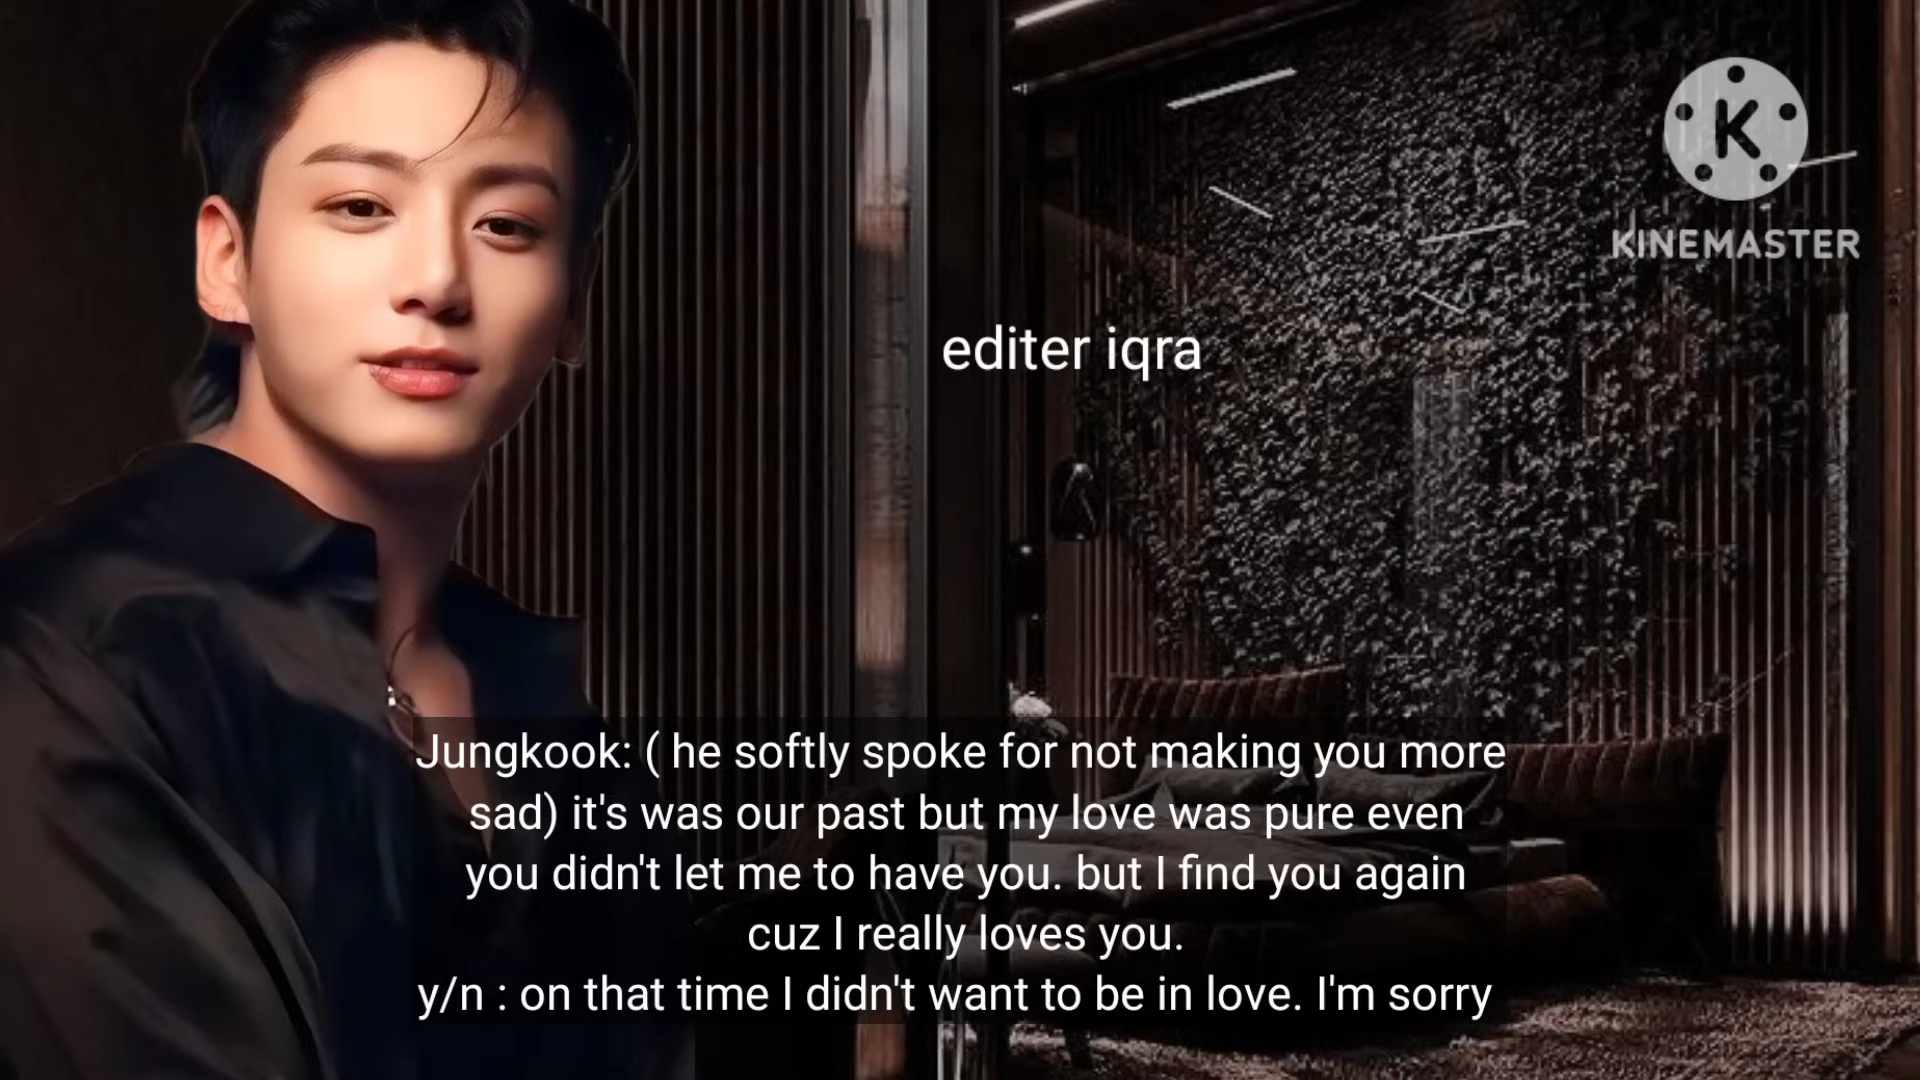 K
KINEMASTER
editer iqra
Jungkook: ( he softly spoke for not making you more
sad) it's was our past but my love was pure even
you didn't let me to have you. but I find you again
cuz I really loves you.
y/n : on that time I didn't want to be in love. I'm sorry